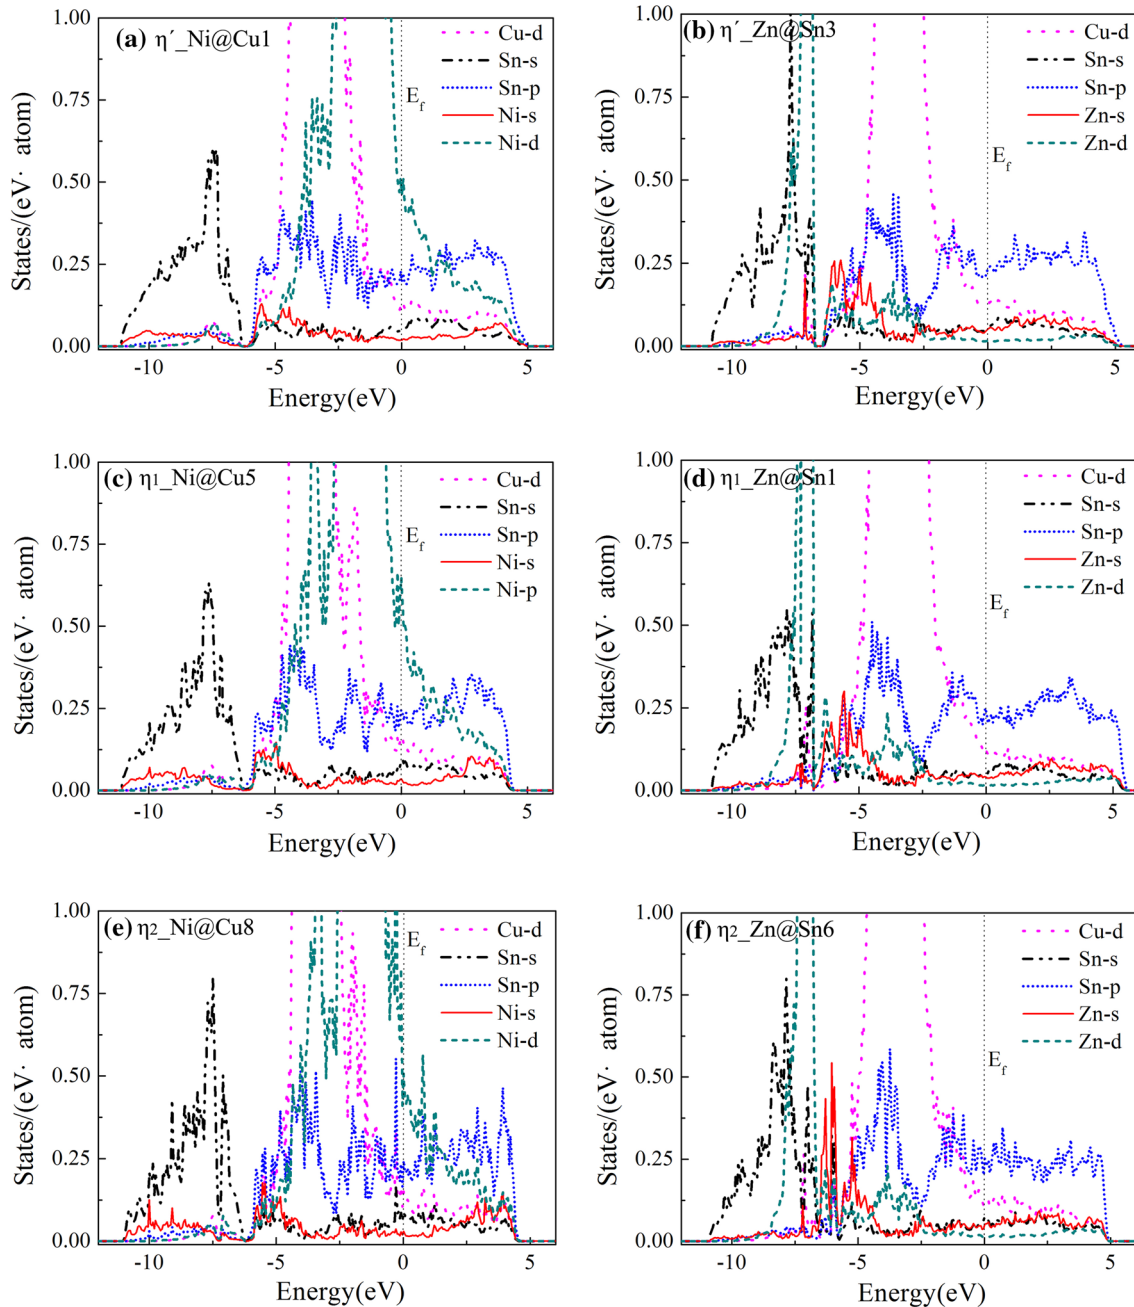 (a) η′_Ni@Cu1
Cu-d
Sn-s
Sn-p
Ni-s
Ni-d
E_f
1.00
0.75
0.50
0.25
0.00
States/(eV· atom)
-10 -5 0 5
Energy(eV)
(b) η′_Zn@Sn3
Cu-d
Sn-s
Sn-p
Zn-s
Zn-d
E_f
1.00
0.75
0.50
0.25
0.00
States/(eV· atom)
-10 -5 0 5
Energy(eV)
(c) η1_Ni@Cu5
Cu-d
Sn-s
Sn-p
Ni-s
Ni-p
E_f
1.00
0.75
0.50
0.25
0.00
States/(eV· atom)
-10 -5 0 5
Energy(eV)
(d) η1_Zn@Sn1
Cu-d
Sn-s
Sn-p
Zn-s
Zn-d
E_f
1.00
0.75
0.50
0.25
0.00
States/(eV· atom)
-10 -5 0 5
Energy(eV)
(e) η2_Ni@Cu8
Cu-d
Sn-s
Sn-p
Ni-s
Ni-d
E_f
1.00
0.75
0.50
0.25
0.00
States/(eV· atom)
-10 -5 0 5
Energy(eV)
(f) η2_Zn@Sn6
Cu-d
Sn-s
Sn-p
Zn-s
Zn-d
E_f
1.00
0.75
0.50
0.25
0.00
States/(eV· atom)
-10 -5 0 5
Energy(eV)